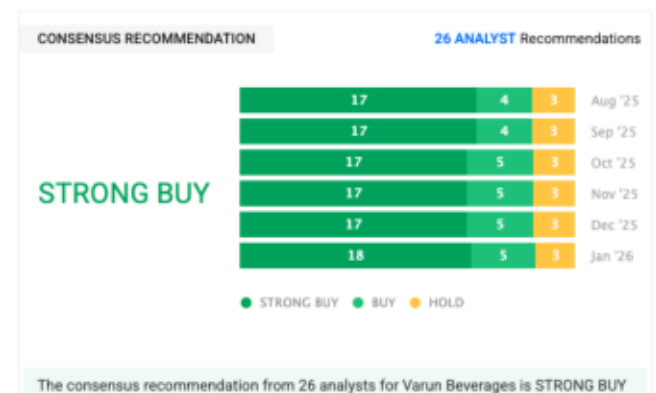 CONSENSUS RECOMMENDATION 26 ANALYST Recommendations
17 4 3 Aug '25
17 4 3 Sep '25
17 5 3 Oct '25
STRONG BUY
17 5 3 Nov '25
17 5 3 Dec '25
18 5 3 Jan '26
STRONG BUY BUY HOLD
The consensus recommendation from 26 analysts for Varun Beverages is STRONG BUY